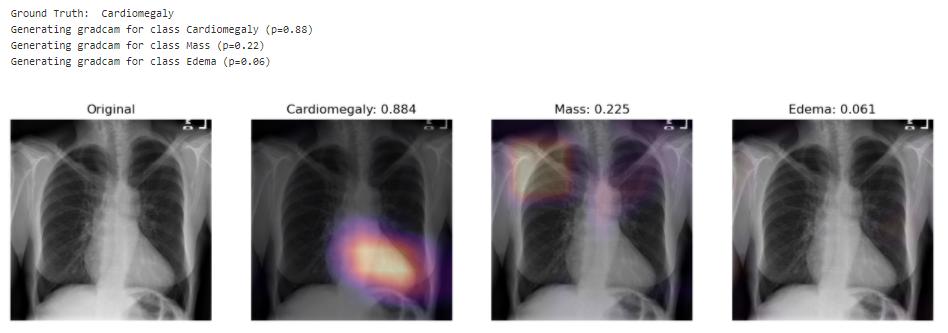 Ground Truth:  Cardiomegaly
Generating gradcam for class Cardiomegaly (p=0.88)
Generating gradcam for class Mass (p=0.22)
Generating gradcam for class Edema (p=0.06)
Original
Cardiomegaly: 0.884
Mass: 0.225
Edema: 0.061